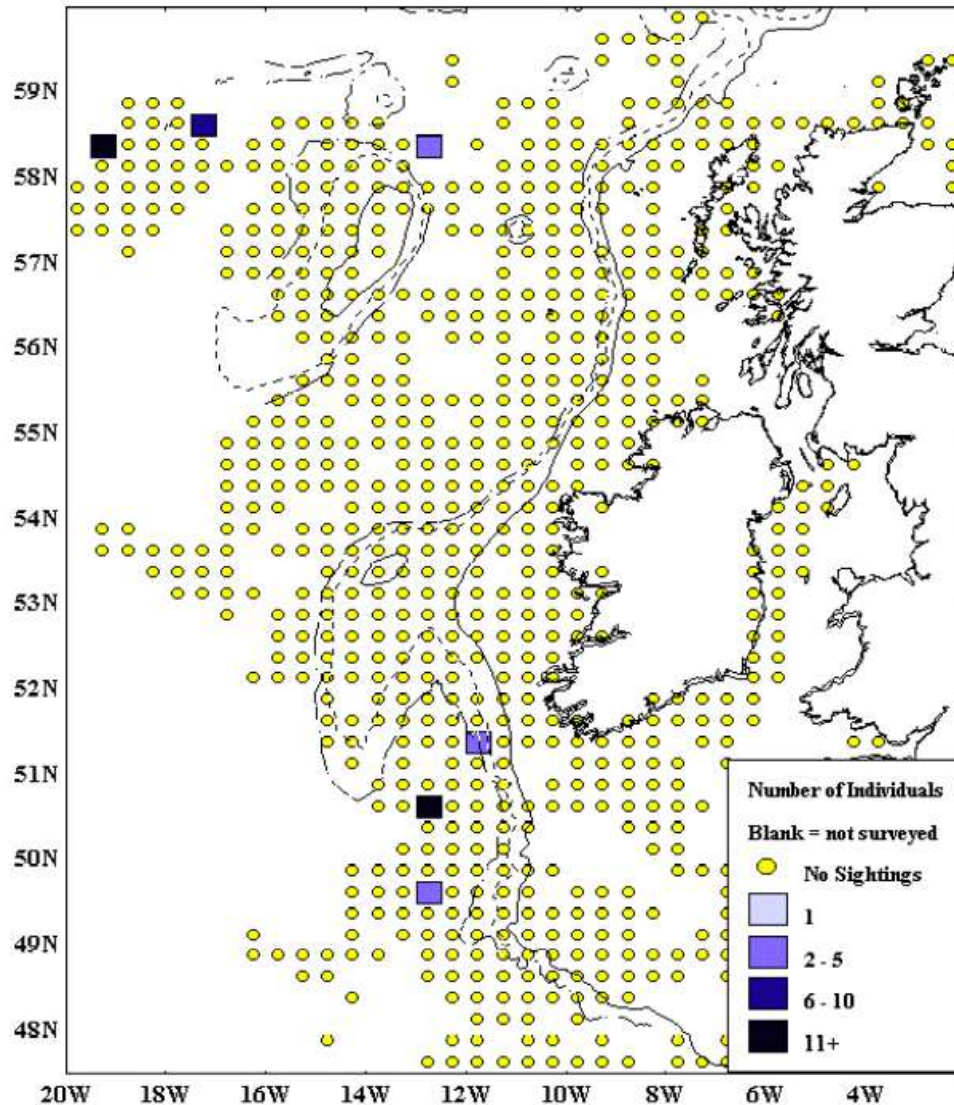 59N
58N
57N
56N
55N
54N
53N
52N
51N
50N
49N
48N
Number of Individuals
Blank = not surveyed
No Sightings
1
2 - 5
6 - 10
11+
20W 18W 16W 14W 12W 10W 8W 6W 4W